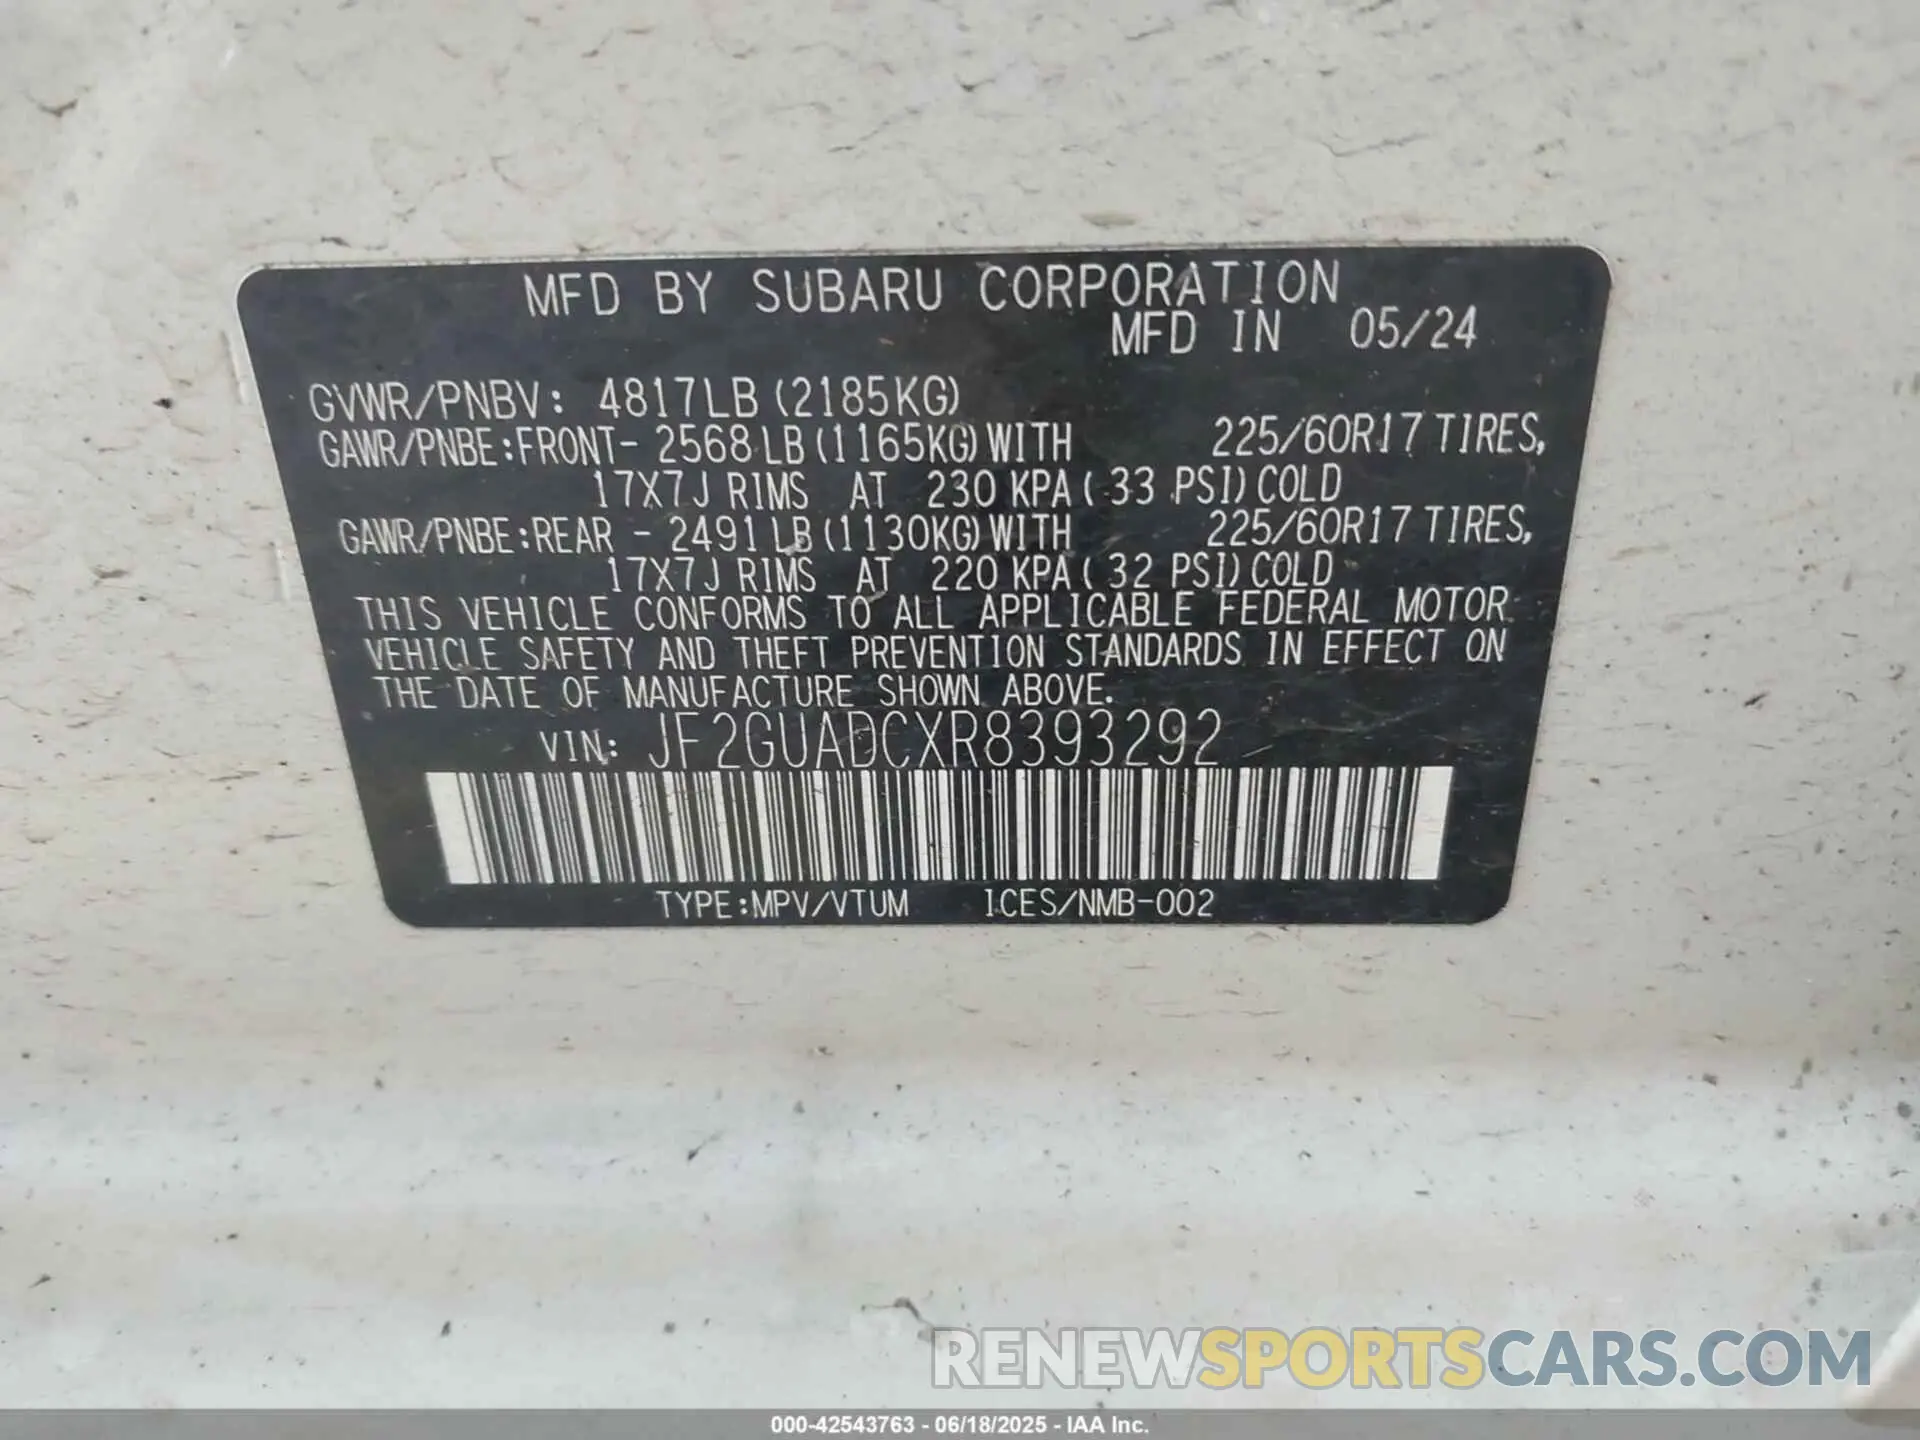 MFD BY SUBARU CORPORATION
MFD IN 05/24
GVWR/PNBV: 4817LB (2185KG)
GAWR/PNBE:FRONT- 2568 LB (1165KG) WITH 225/60R17 TIRES,
17X7J RIMS AT 230 KPA ( 33 PSI) COLD
GAWR/PNBE:REAR - 2491 LB (1130KG) WITH 225/60R17 TIRES,
17X7J RIMS AT 220 KPA ( 32 PSI) COLD
THIS VEHICLE CONFORMS TO ALL APPLICABLE FEDERAL MOTOR
VEHICLE SAFETY AND THEFT PREVENTION STANDARDS IN EFFECT ON
THE DATE OF MANUFACTURE SHOWN ABOVE.
VIN: JF2GUADCXR8393292
TYPE:MPV/VTUM ICES/NMB-002
RENEWSPORTSCARS.COM
000-42543763 - 06/18/2025 - IAA Inc.